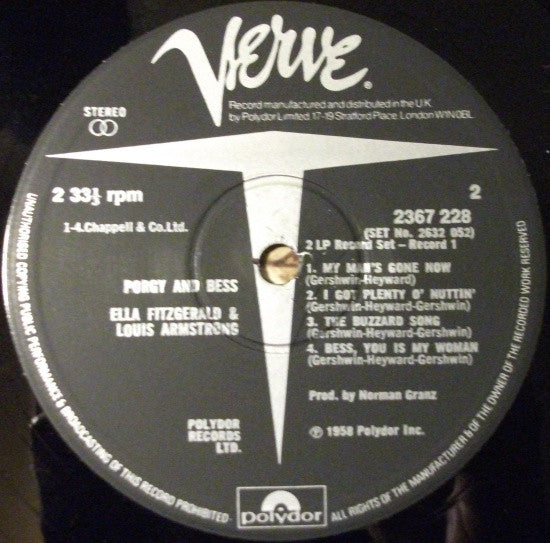 Verve®
Record manufactured and distributed in the U.K.
by Polydor Limited. 17-19 Stratford Place, London W1N 0BL
STEREO
2 33⅓ rpm
2
2367 228
(SET No. 2632 052)
1-4.Chappell & Co.Ltd.
2 LP Record Set – Record 1
1. MY MAN'S GONE NOW
(Gershwin-Heyward)
2. I GOT PLENTY O' NUTTIN'
(Gershwin-Heyward-Gershwin)
3. THE BUZZARD SONG
(Gershwin-Heyward-Gershwin)
4. BESS, YOU IS MY WOMAN
(Gershwin-Heyward-Gershwin)
PORGY AND BESS
ELLA FITZGERALD &
LOUIS ARMSTRONG
Prod. by Norman Granz
℗ 1958 Polydor Inc.
POLYDOR
RECORDS
LTD.
polydor
ALL RIGHTS OF THE MANUFACTURER & OF THE OWNER OF THE RECORDED WORK RESERVED
UNAUTHORISED COPYING PUBLIC PERFORMANCE & BROADCASTING OF THIS RECORD PROHIBITED